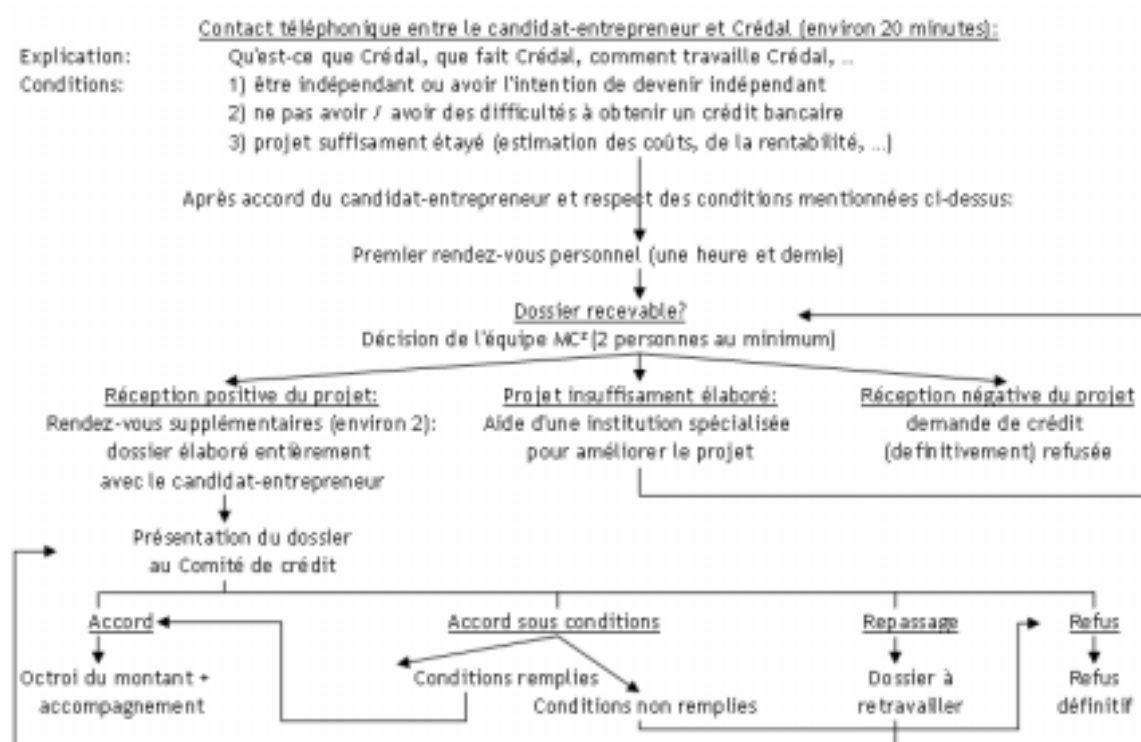 Contact téléphonique entre le candidat-entrepreneur et Crédal (environ 20 minutes):
Explication: Qu'est-ce que Crédal, que fait Crédal, comment travaille Crédal, ..
Conditions: 1) être indépendant ou avoir l'intention de devenir indépendant
2) ne pas avoir / avoir des difficultés à obtenir un crédit bancaire
3) projet suffisament étayé (estimation des coûts, de la rentabilité, ...)
Après accord du candidat-entrepreneur et respect des conditions mentionnées ci-dessus:
Premier rendez-vous personnel (une heure et demie)
Dossier recevable?
Décision de l'équipe (2 personnes au minimum)
Réception positive du projet:
Rendez-vous supplémentaires (environ 2):
dossier élaboré entièrement
avec le candidat-entrepreneur
Projet insuffisament élaboré:
Aide d'une institution spécialisée
pour améliorer le projet
Réception négative du projet
demande de crédit
(definitivement) refusée
Présentation du dossier
au Comité de crédit
Accord
Octroi du montant +
accompagnement
Accord sous conditions
Conditions remplies
Conditions non remplies
Repassage
Dossier à
retravailler
Refus
Refus
définitif